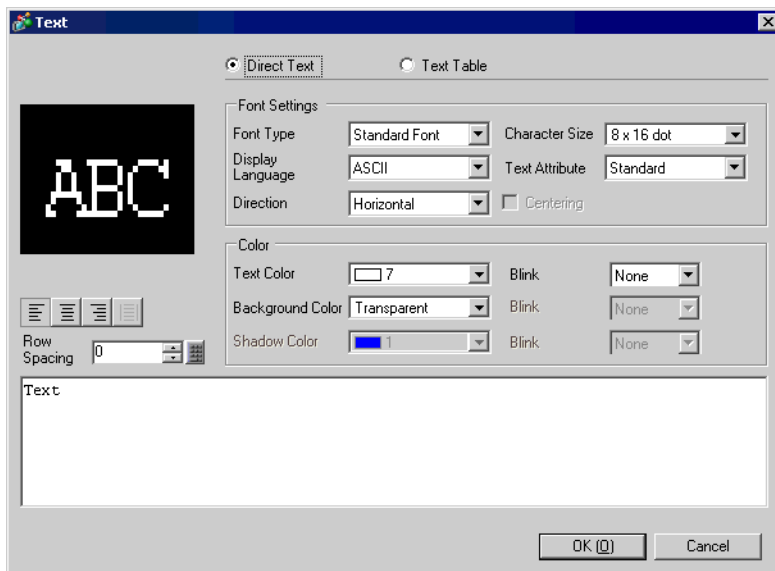 Text
Direct Text
Text Table
ABC
Font Settings
Font Type
Standard Font
Character Size
8 x 16 dot
Display
Language
ASCII
Text Attribute
Standard
Direction
Horizontal
Centering
Color
Text Color
7
Blink
None
Background Color
Transparent
Blink
None
Shadow Color
1
Blink
None
Row
Spacing
0
Text
OK (O)
Cancel